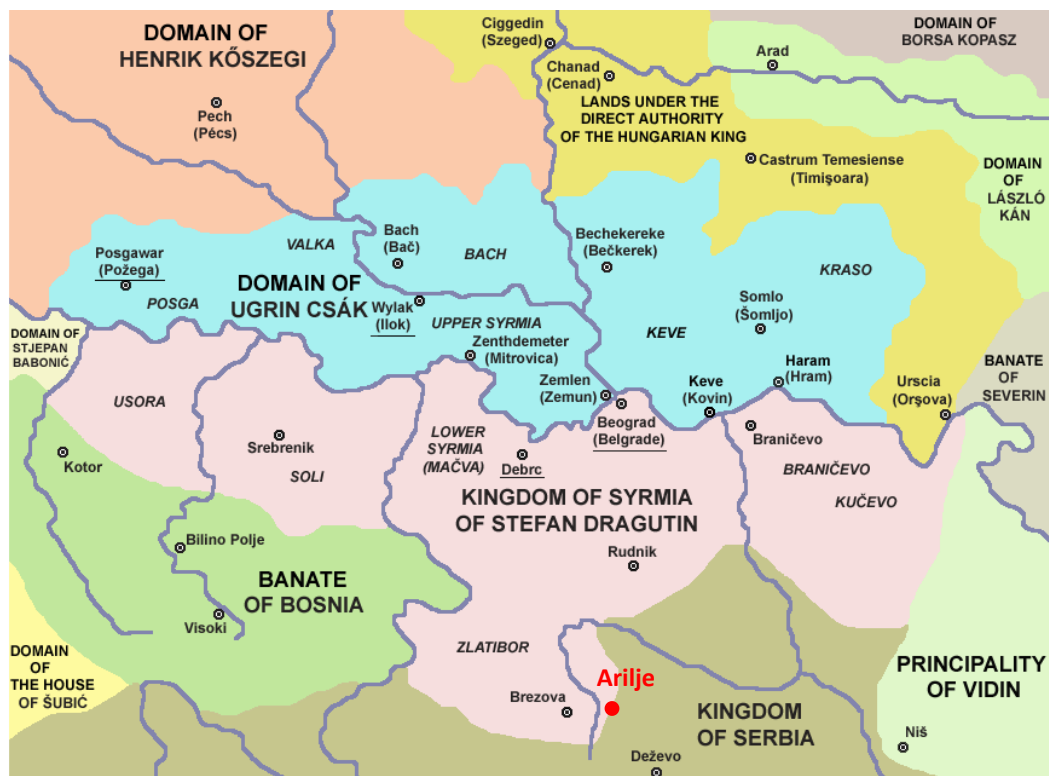 DOMAIN OF
HENRIK KŐSZEGI
Ciggedin
(Szeged)
DOMAIN OF
BORSA KOPASZ
Arad
Chanad
(Cenad)
Pech
(Pécs)
LANDS UNDER THE
DIRECT AUTHORITY
OF THE HUNGARIAN KING
Castrum Temesiense
(Timişoara)
DOMAIN
OF
LÁSZLÓ
KÁN
VALKA
Bach
(Bač)
BACH
Bechekereke
(Bečkerek)
Posgawar
(Požega)
KRASO
DOMAIN OF
UGRIN CSÁK
POSGA
Wylak
(Ilok)
UPPER SYRMIA
Somlo
(Šomljo)
DOMAIN OF
STJEPAN
BABONIĆ
Zenthdemeter
(Mitrovica)
KEVE
Haram
(Hram)
BANATE
OF
SEVERIN
USORA
Zemlen
(Zemun)
Keve
(Kovin)
Urscia
(Orşova)
Beograd
(Belgrade)
Srebrenik
LOWER
SYRMIA
(MAČVA)
Braničevo
Kotor
SOLI
Debrc
BRANIČEVO
KINGDOM OF SYRMIA
OF STEFAN DRAGUTIN
KUČEVO
Bilino Polje
Rudnik
BANATE
OF BOSNIA
Visoki
ZLATIBOR
DOMAIN
OF
THE HOUSE
OF ŠUBIĆ
Arilje
PRINCIPALITY
OF VIDIN
Brezova
KINGDOM
OF SERBIA
Niš
Deževo